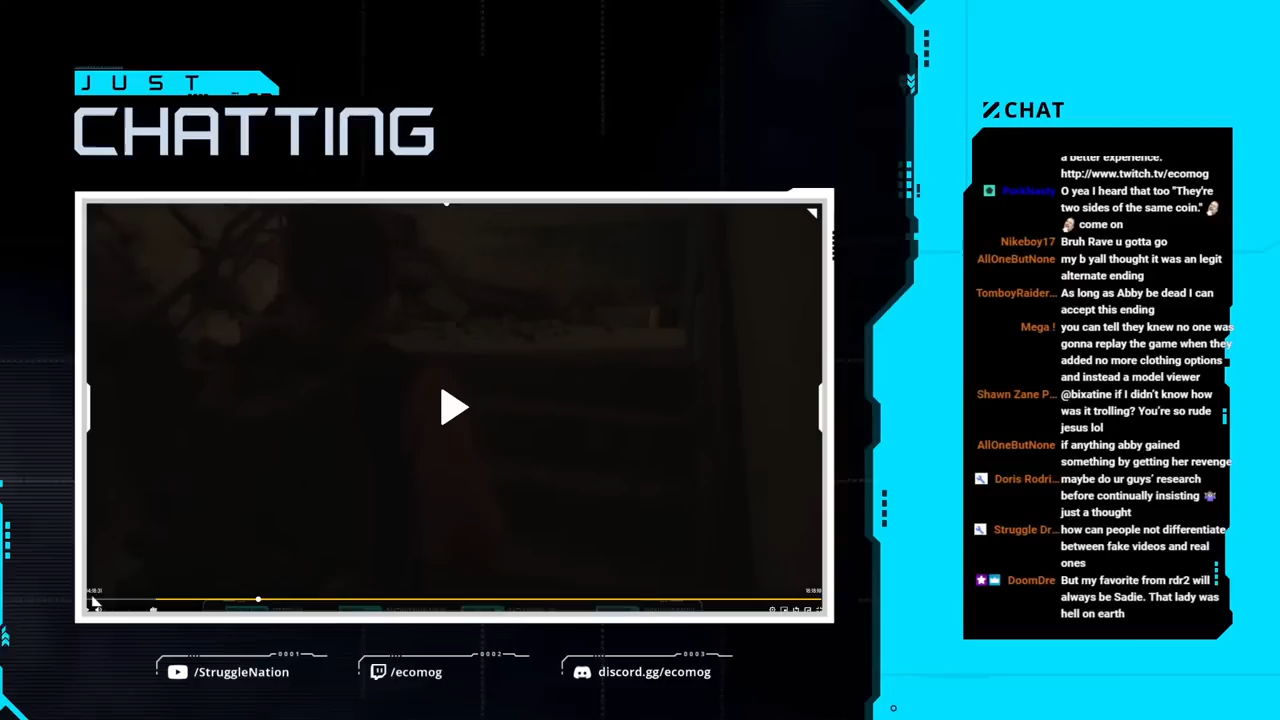 JUST
CHATTING
CHAT
a better experience.
http://www.twitch.tv/ecomog
PorkNasty O yea I heard that too "They're
two sides of the same coin."
come on
Nikeboy17 Bruh Rave u gotta go
AllOneButNone my b yall thought it was an legit
alternate ending
TomboyRaider... As long as Abby be dead I can
accept this ending
Mega ! you can tell they knew no one was
gonna replay the game when they
added no more clothing options
and instead a model viewer
Shawn Zane P... @bixatine if I didn't know how
was it trolling? You're so rude
jesus lol
AllOneButNone if anything abby gained
something by getting her revenge
Doris Rodri... maybe do ur guys' research
before continually insisting
just a thought
Struggle Dr... how can people not differentiate
between fake videos and real
ones
DoomDre But my favorite from rdr2 will
always be Sadie. That lady was
hell on earth
0001
/StruggleNation
0002
/ecomog
0003
discord.gg/ecomog